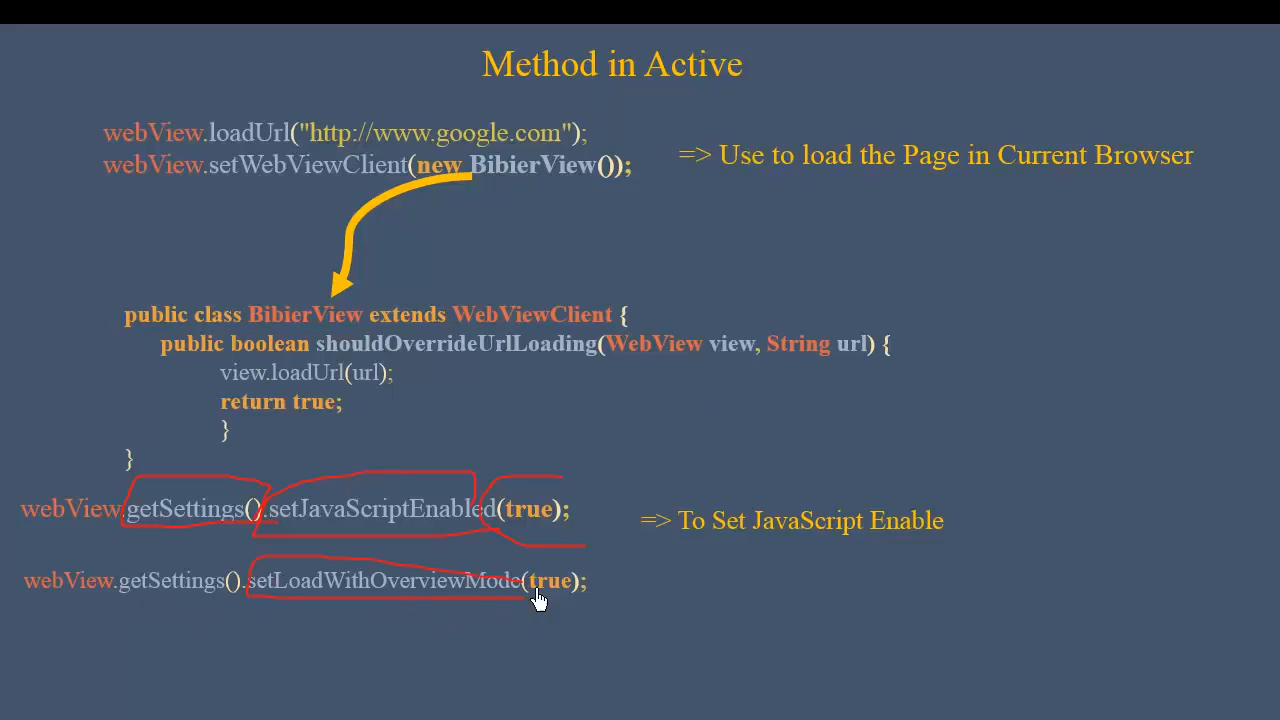 Method in Active
webView.loadUrl("http://www.google.com");
webView.setWebViewClient(new BibierView());
=> Use to load the Page in Current Browser
public class BibierView extends WebViewClient {
public boolean shouldOverrideUrlLoading(WebView view, String url) {
view.loadUrl(url);
return true;
}
}
webView.getSettings().setJavaScriptEnabled(true);
=> To Set JavaScript Enable
webView.getSettings().setLoadWithOverviewMode(true);